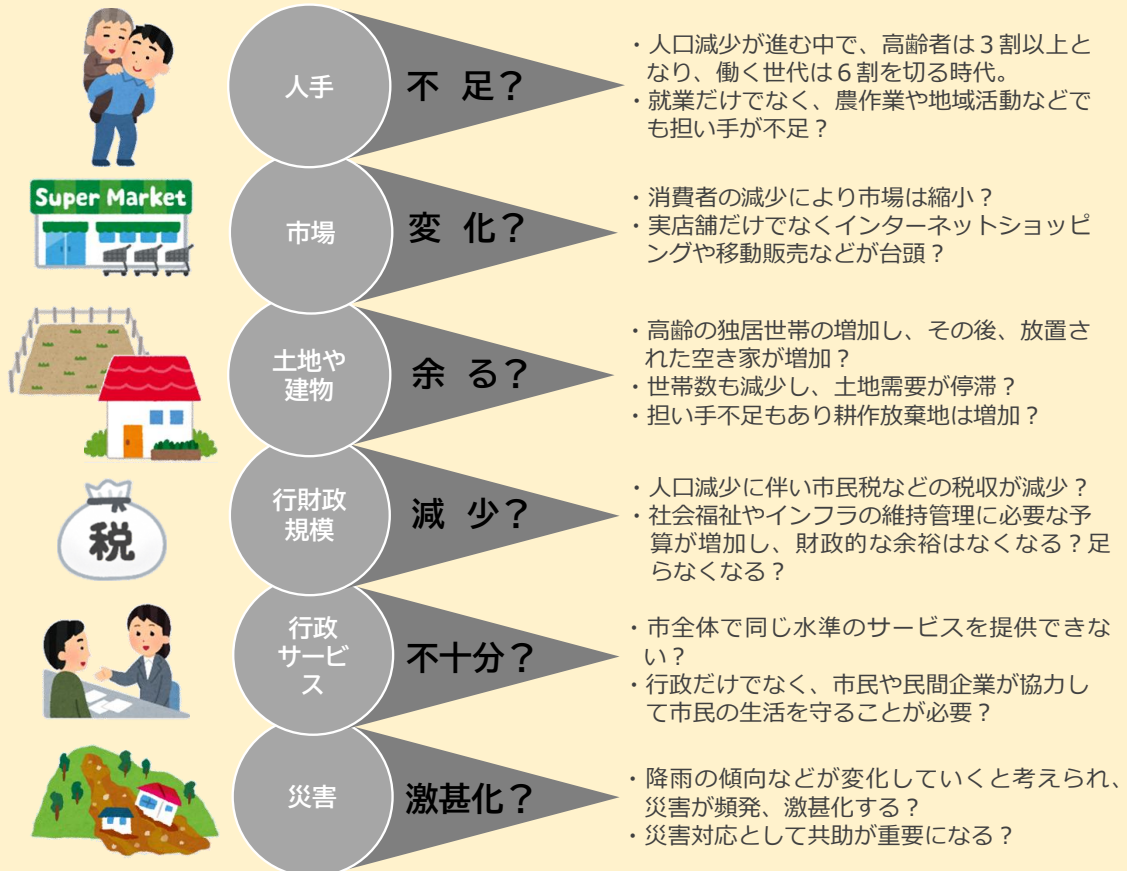 人手
不 足？
・人口減少が進む中で、高齢者は３割以上と
なり、働く世代は６割を切る時代。
・就業だけでなく、農作業や地域活動などで
も担い手が不足？
Super Market
市場
変 化？
・消費者の減少により市場は縮小？
・実店舗だけでなくインターネットショッピ
ングや移動販売などが台頭？
土地や
建物
余 る？
・高齢の独居世帯の増加し、その後、放置さ
れた空き家が増加？
・世帯数も減少し、土地需要が停滞？
・担い手不足もあり耕作放棄地は増加？
税
行財政
規模
減 少？
・人口減少に伴い市民税などの税収が減少？
・社会福祉やインフラの維持管理に必要な予
算が増加し、財政的な余裕はなくなる？足
らなくなる？
行政
サービ
ス
不十分？
・市全体で同じ水準のサービスを提供できな
い？
・行政だけでなく、市民や民間企業が協力し
て市民の生活を守ることが必要？
災害
激甚化？
・降雨の傾向などが変化していくと考えられ、
災害が頻発、激甚化する？
・災害対応として共助が重要になる？